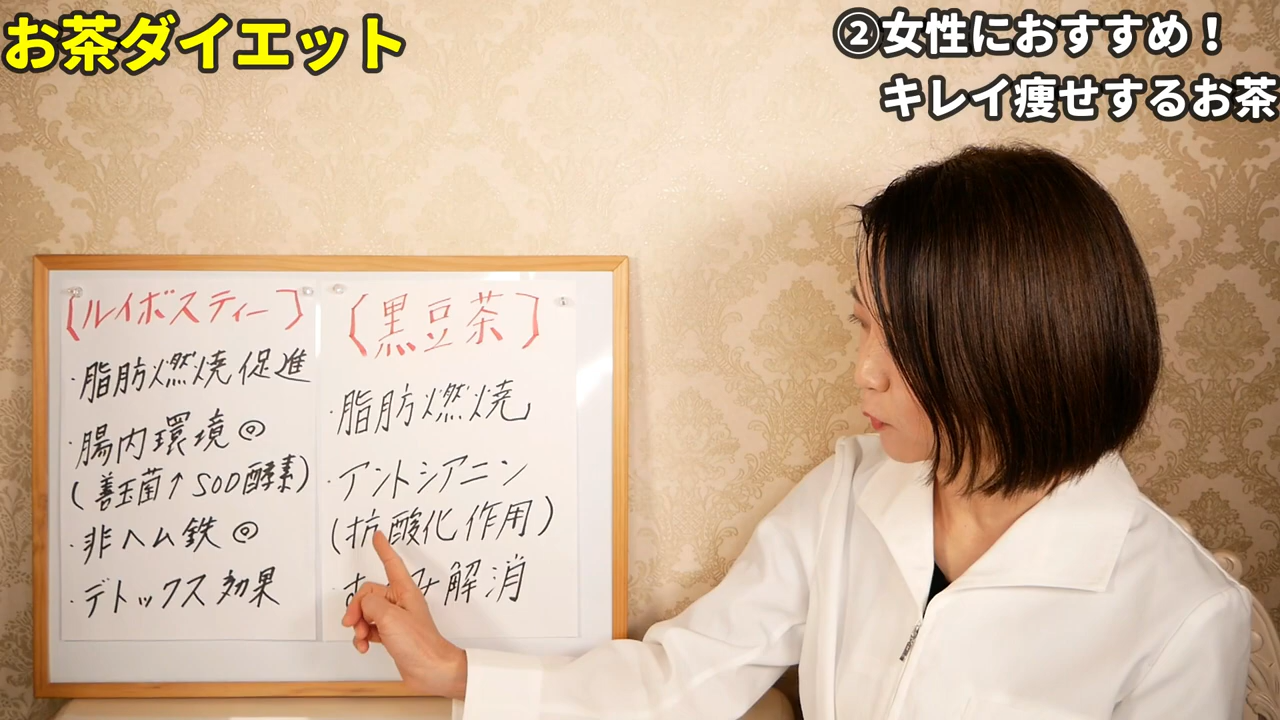 お茶ダイエット
②女性におすすめ！
キレイ痩せするお茶
〔ルイボスティー〕
・脂肪燃焼促進
・腸内環境◎
(善玉菌↑SOD酵素)
・非ヘム鉄◎
・デトックス効果
〔黒豆茶〕
・脂肪燃焼
・アントシアニン
(抗酸化作用)
・む み解消